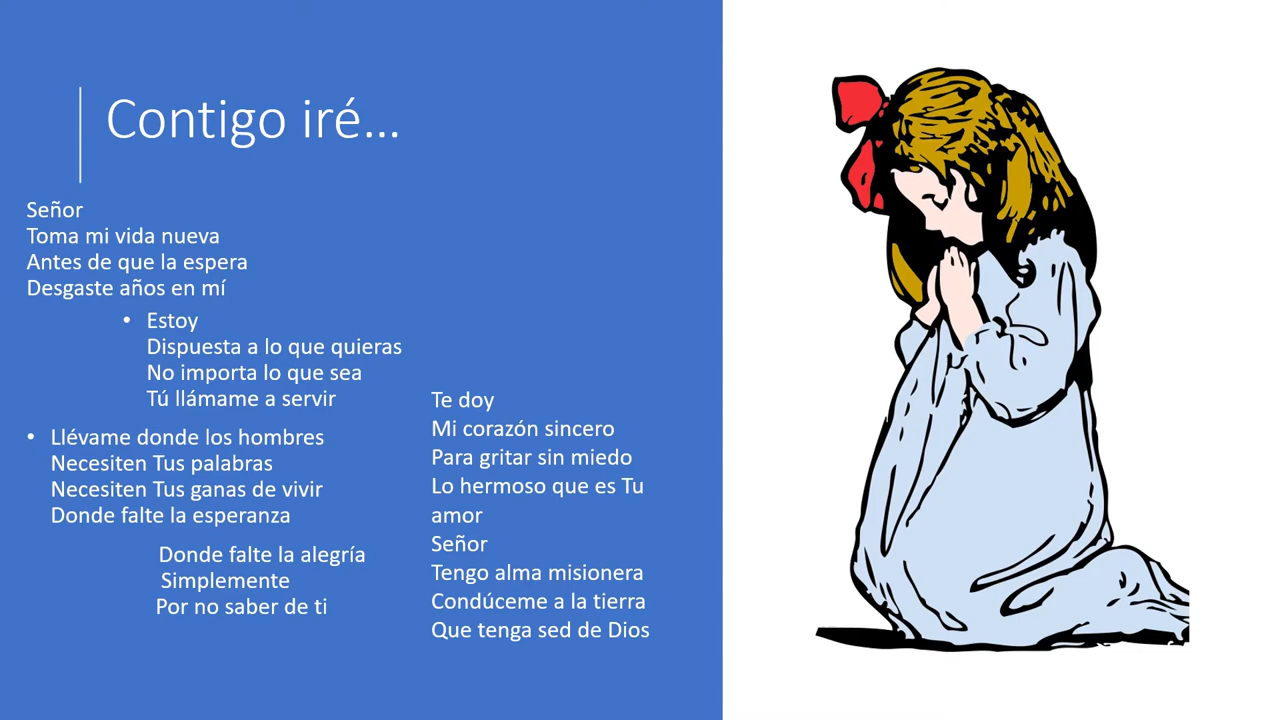 Contigo iré...
Señor
Toma mi vida nueva
Antes de que la espera
Desgaste años en mí
• Estoy
Dispuesta a lo que quieras
No importa lo que sea
Tú llámame a servir
• Llévame donde los hombres
Necesiten Tus palabras
Necesiten Tus ganas de vivir
Donde falte la esperanza
Donde falte la alegría
Simplemente
Por no saber de ti
Te doy
Mi corazón sincero
Para gritar sin miedo
Lo hermoso que es Tu
amor
Señor
Tengo alma misionera
Condúceme a la tierra
Que tenga sed de Dios